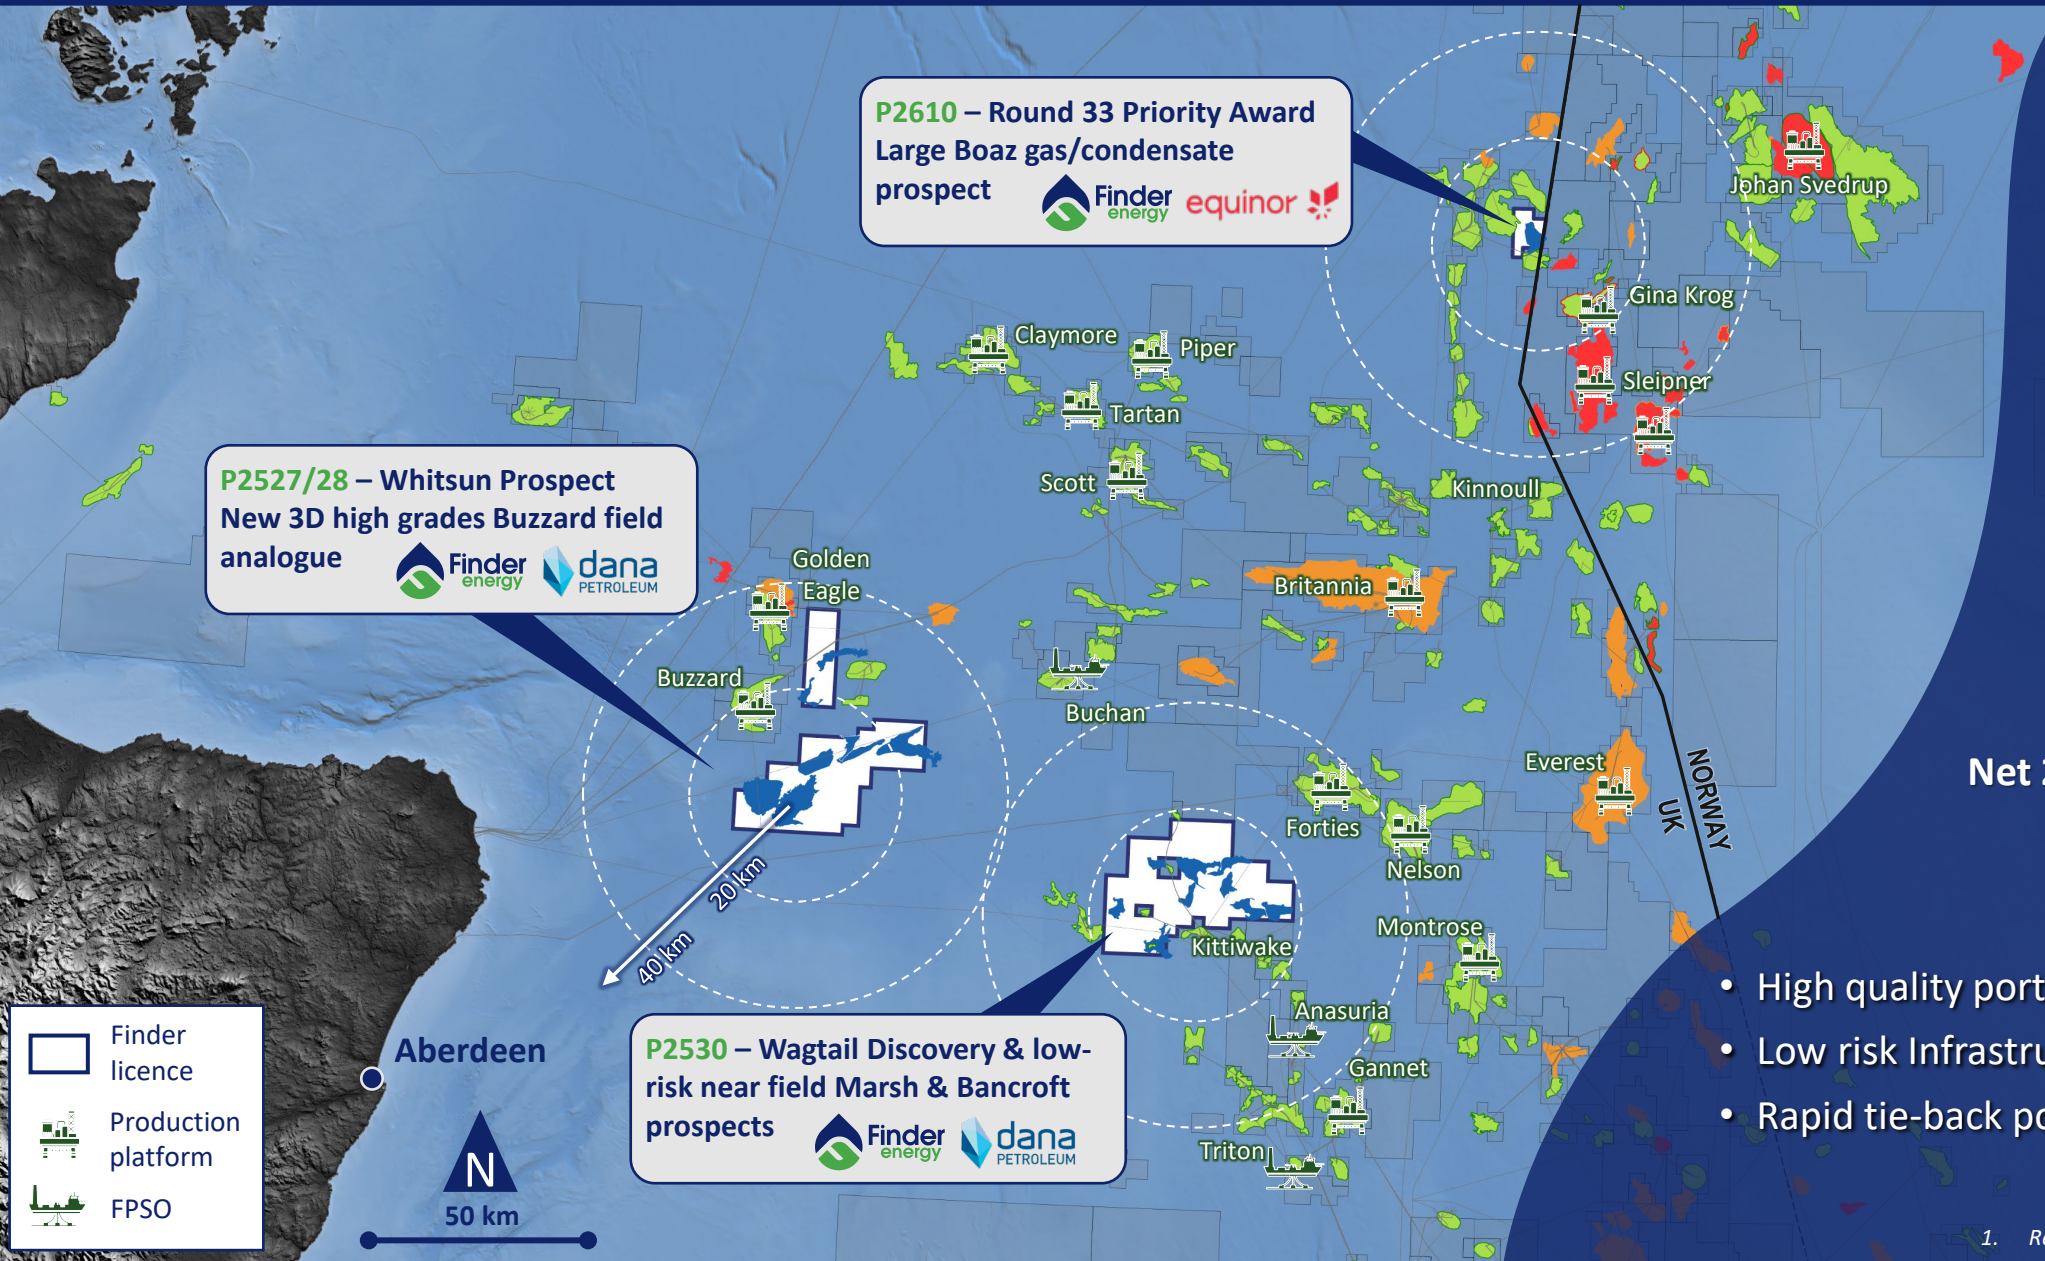 P2610 – Round 33 Priority Award
Large Boaz gas/condensate
prospect
Finder
energy
equinor
Johan Svedrup
Gina Krog
Claymore
Piper
Sleipner
Tartan
Scott
Kinnoull
P2527/28 – Whitsun Prospect
New 3D high grades Buzzard field
analogue
Finder
energy
dana
PETROLEUM
Golden
Eagle
Britannia
Buzzard
Buchan
Everest
NORWAY
UK
Net 2
Forties
Nelson
20 km
40 km
Montrose
Kittiwake
• High quality port
Anasuria
• Low risk Infrastru
Gannet
• Rapid tie-back po
Triton
P2530 – Wagtail Discovery & low-
risk near field Marsh & Bancroft
prospects
Finder
energy
dana
PETROLEUM
Aberdeen
N
50 km
Finder
licence
Production
platform
FPSO
1. Re